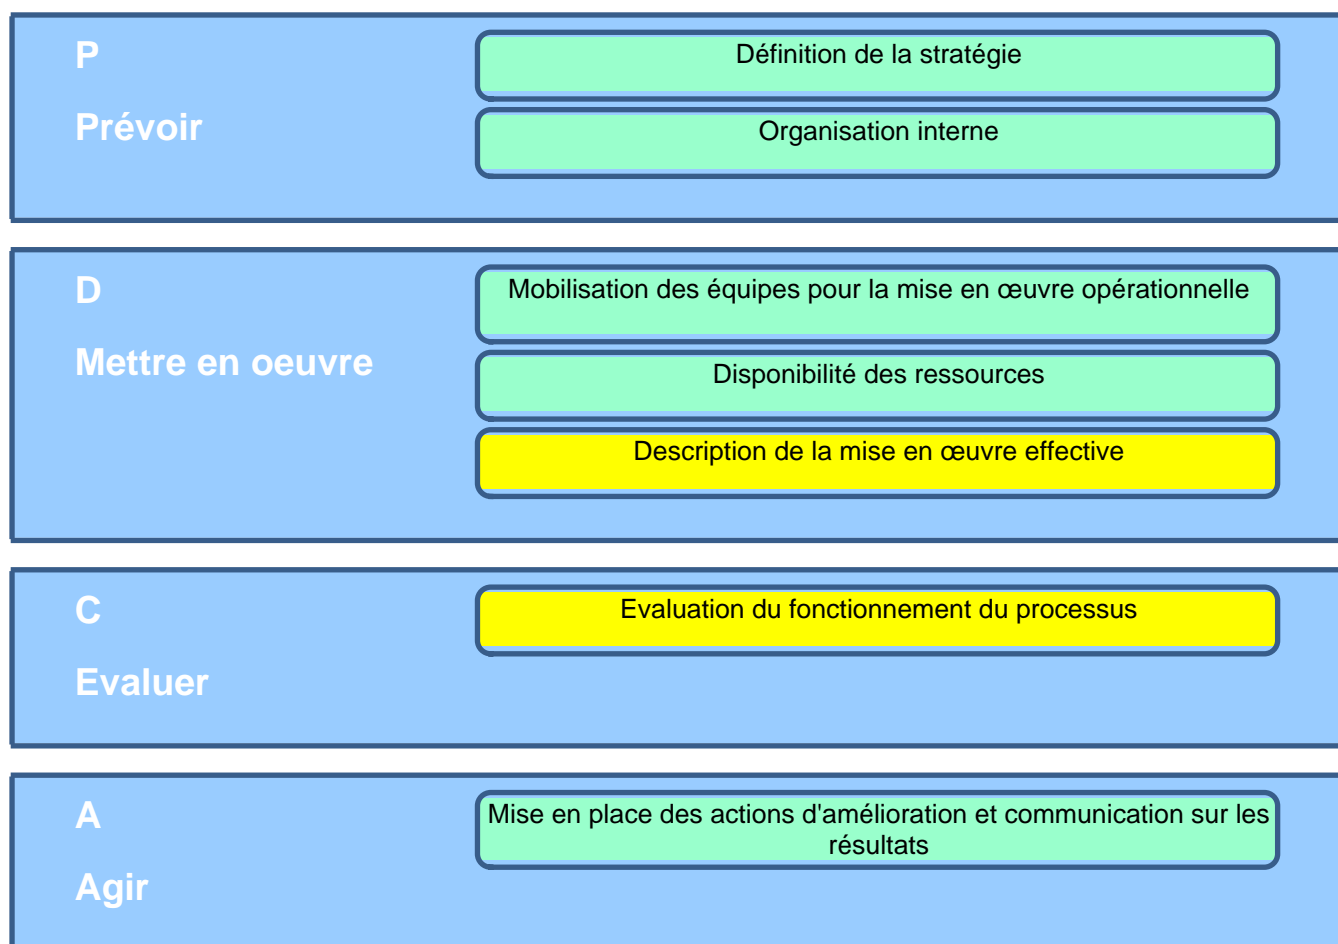 P
Prévoir
Définition de la stratégie
Organisation interne
D
Mettre en oeuvre
Mobilisation des équipes pour la mise en œuvre opérationnelle
Disponibilité des ressources
Description de la mise en œuvre effective
C
Evaluer
Evaluation du fonctionnement du processus
A
Agir
Mise en place des actions d'amélioration et communication sur les
résultats